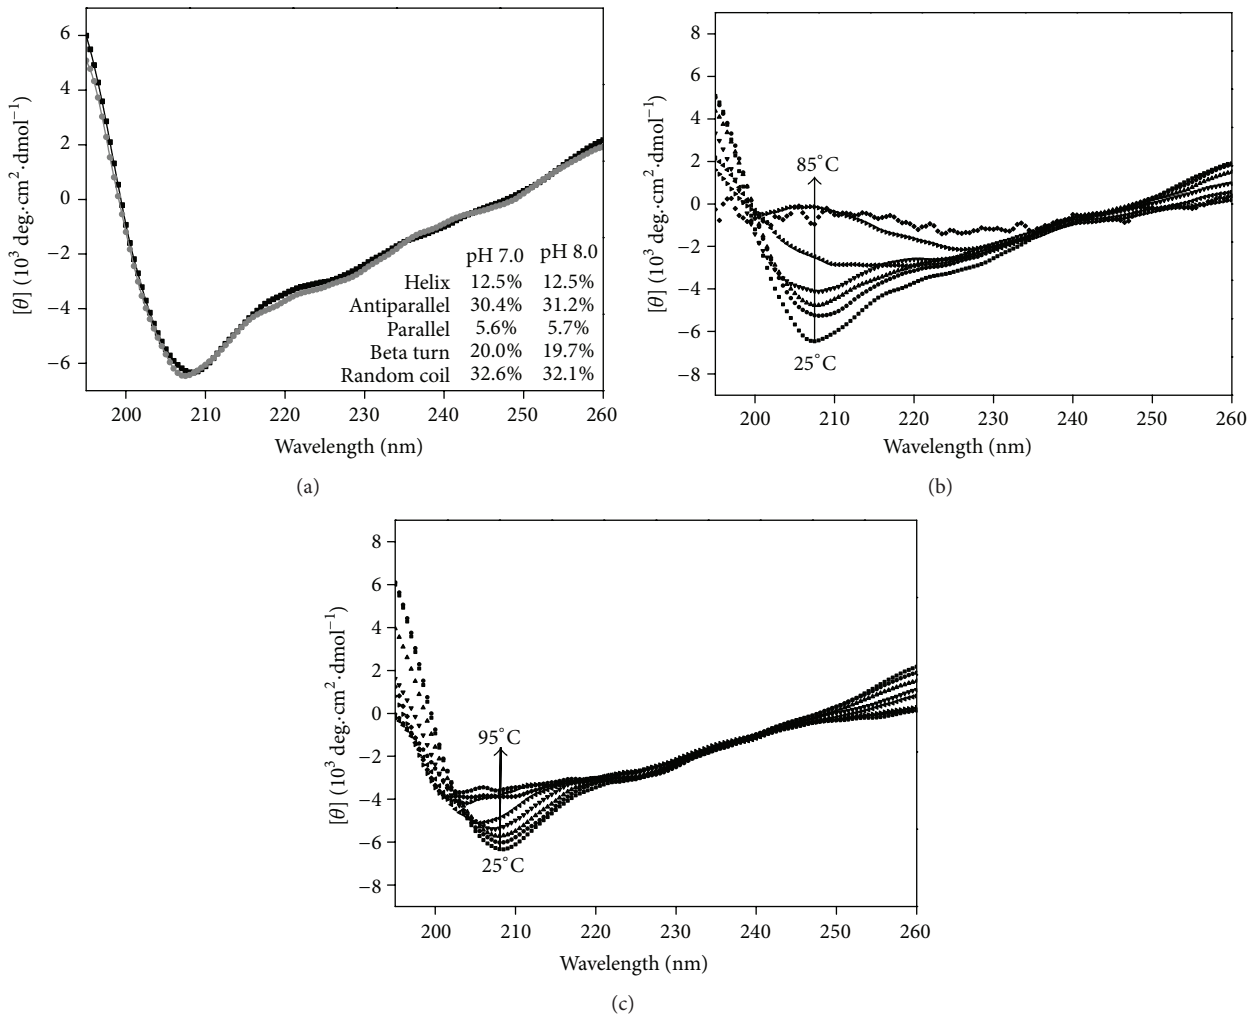 6
4
2
0
−2
−4
−6
[θ] (10³ deg.·cm²·dmol⁻¹)
pH 7.0 pH 8.0
Helix 12.5% 12.5%
Antiparallel 30.4% 31.2%
Parallel 5.6% 5.7%
Beta turn 20.0% 19.7%
Random coil 32.6% 32.1%
200 210 220 230 240 250 260
Wavelength (nm)
(a)
8
6
4
2
0
−2
−4
−6
−8
[θ] (10³ deg.·cm²·dmol⁻¹)
85°C
25°C
200 210 220 230 240 250 260
Wavelength (nm)
(b)
8
6
4
2
0
−2
−4
−6
−8
[θ] (10³ deg.·cm²·dmol⁻¹)
95°C
25°C
200 210 220 230 240 250 260
Wavelength (nm)
(c)